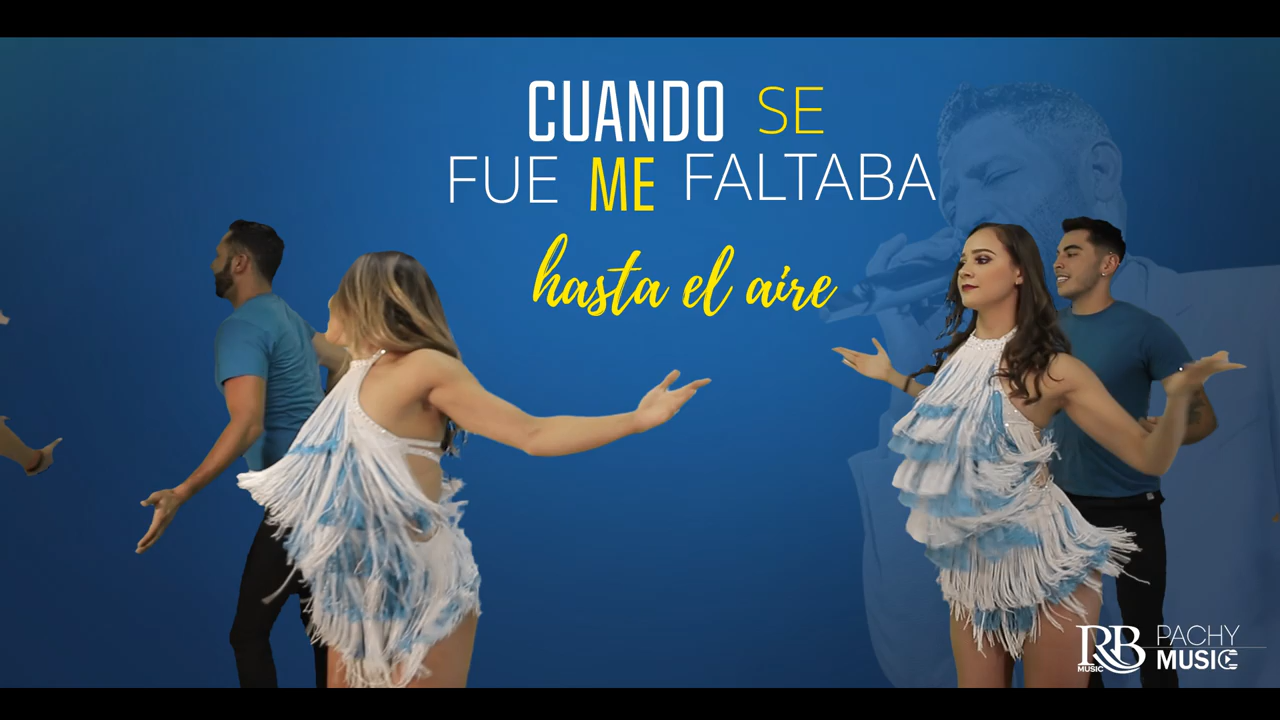 CUANDO SE
FUE ME FALTABA
hasta el aire
RB PACHY
MUSIC MUSIC